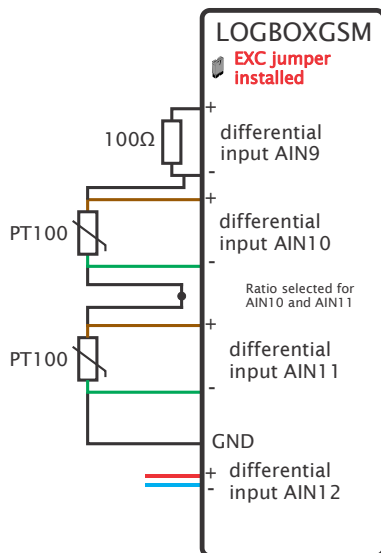 LOGBOXGSM
EXC jumper
installed
+
100Ω
differential
input AIN9
-
+
PT100
differential
input AIN10
-
Ratio selected for
AIN10 and AIN11
+
PT100
differential
input AIN11
-
GND
+
differential
-
input AIN12